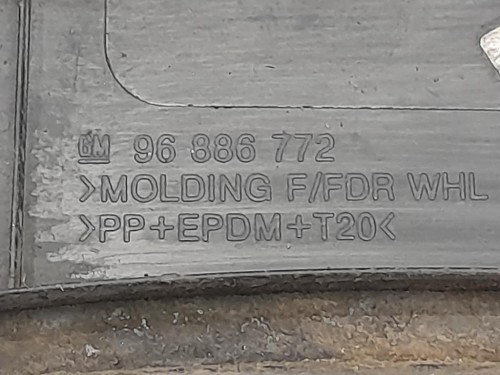 GM 96 886 772
>MOLDING F/FDR WHL
>PP+EPDM+T20<